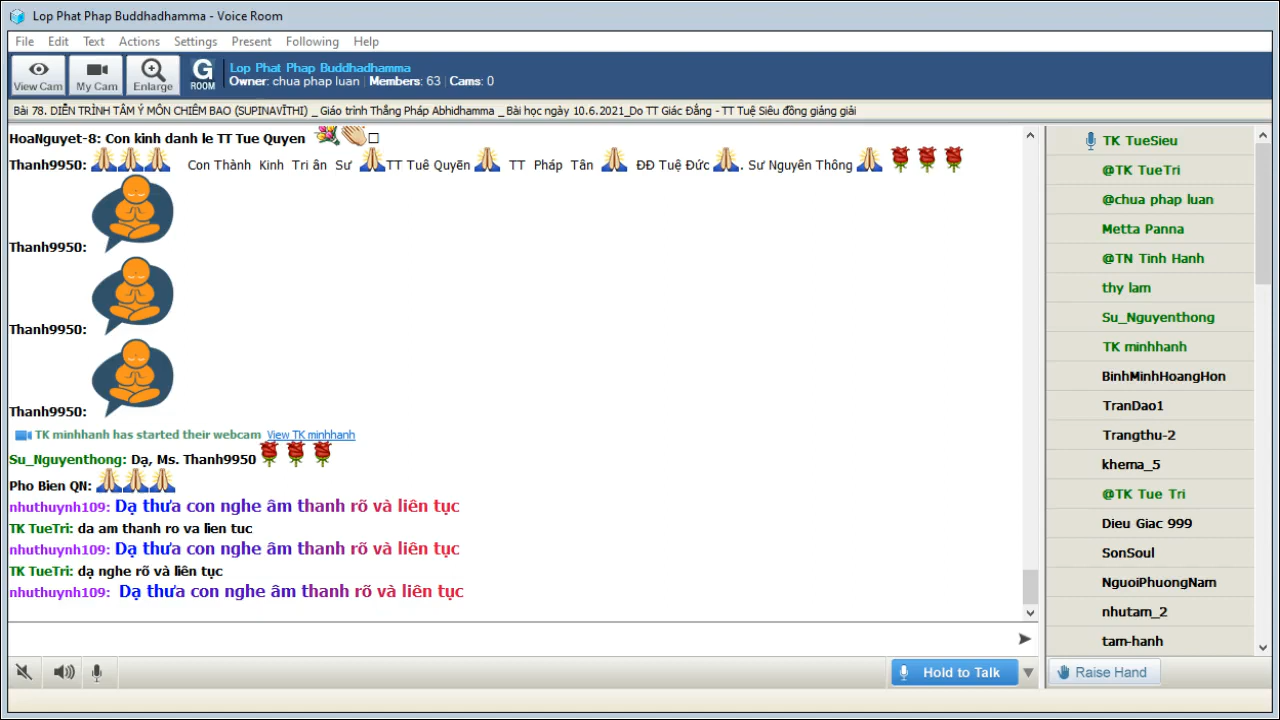 Lop Phat Phap Buddhadhamma - Voice Room
File Edit Text Actions Settings Present Following Help
View Cam My Cam Enlarge G ROOM
Lop Phat Phap Buddhadhamma
Owner: chua phap luan | Members: 63 | Cams: 0
Bài 78. DIỄN TRÌNH TÂM Ý MÔN CHIÊM BAO (SUPINAVĪTHI) _ Giáo trình Thắng Pháp Abhidhamma _ Bài học ngày 10.6.2021_Do TT Giác Đẳng - TT Tuệ Siêu đồng giảng giải
HoaNguyet-8: Con kinh danh le TT Tue Quyen
Thanh9950: Con Thành Kinh Tri ân Sư TT Tuê Quyẽn TT Pháp Tân ĐĐ Tuệ Đức . Sư Nguyên Thông
Thanh9950:
Thanh9950:
Thanh9950:
TK minhhanh has started their webcam View TK minhhanh
Su_Nguyenthong: Dạ, Ms. Thanh9950
Pho Bien QN:
nhuthuynh109: Dạ thưa con nghe âm thanh rõ và liên tục
TK TueTri: da am thanh ro va lien tuc
nhuthuynh109: Dạ thưa con nghe âm thanh rõ và liên tục
TK TueTri: dạ nghe rõ và liên tục
nhuthuynh109: Dạ thưa con nghe âm thanh rõ và liên tục
TK TueSieu
@TK TueTri
@chua phap luan
Metta Panna
@TN Tinh Hanh
thy lam
Su_Nguyenthong
TK minhhanh
BinhMinhHoangHon
TranDao1
Trangthu-2
khema_5
@TK Tue Tri
Dieu Giac 999
SonSoul
NguoiPhuongNam
nhutam_2
tam-hanh
Hold to Talk
Raise Hand